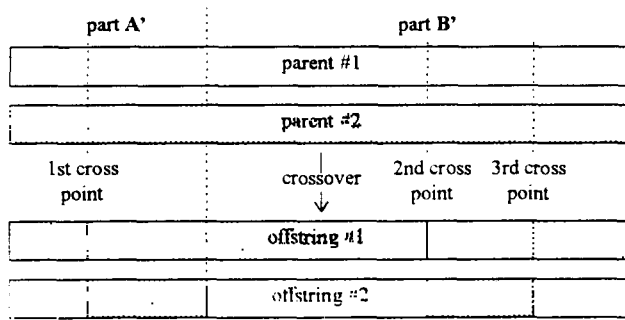 part A’ part B’
parent #1
parent #2
1st cross point
crossover
2nd cross point
3rd cross point
offstring #1
offstring #2